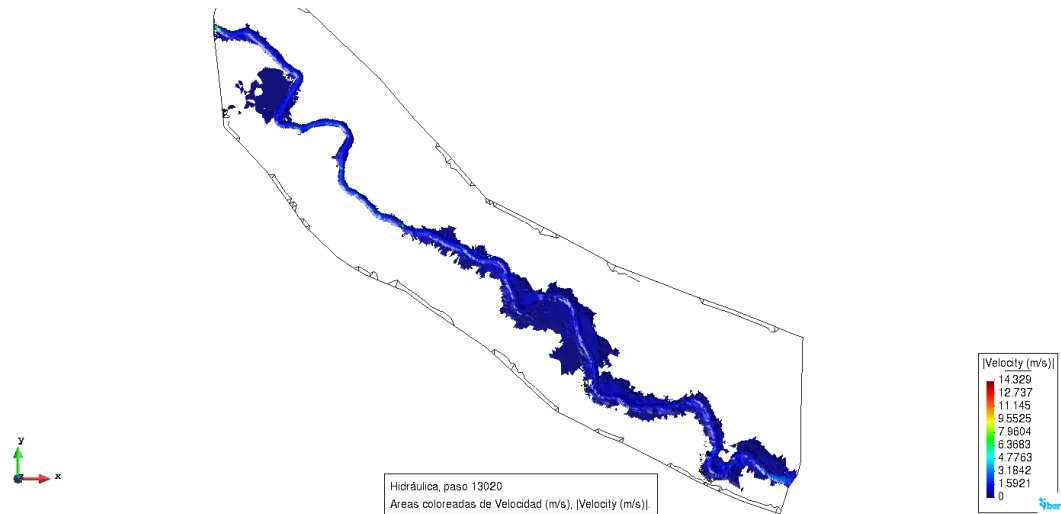 |Velocity (m/s)|
14.329
12.737
11.145
9.5525
7.9604
6.3683
4.7763
3.1842
1.5921
0
y
x
Hidráulica, paso 13020
Areas coloreadas de Velocidad (m/s), |Velocity (m/s)|.
iber